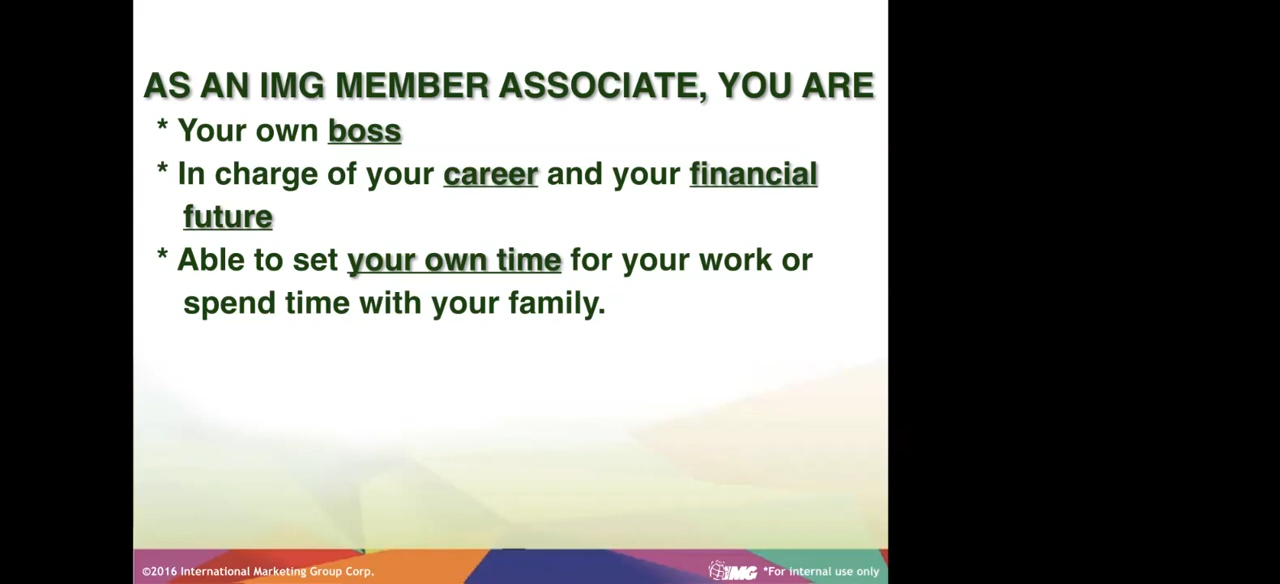 AS AN IMG MEMBER ASSOCIATE, YOU ARE
* Your own boss
* In charge of your career and your financial
future
* Able to set your own time for your work or
spend time with your family.
©2016 International Marketing Group Corp.
IMG *For internal use only